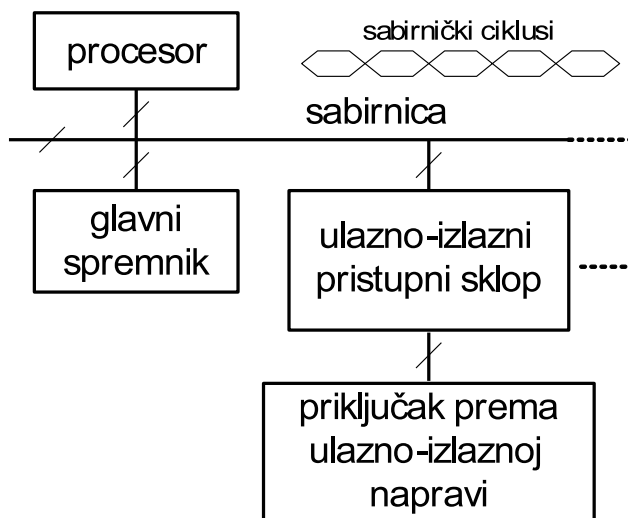 procesor
sabirnički ciklusi
sabirnica
glavni
spremnik
ulazno-izlazni
pristupni sklop
priključak prema
ulazno-izlaznoj
napravi